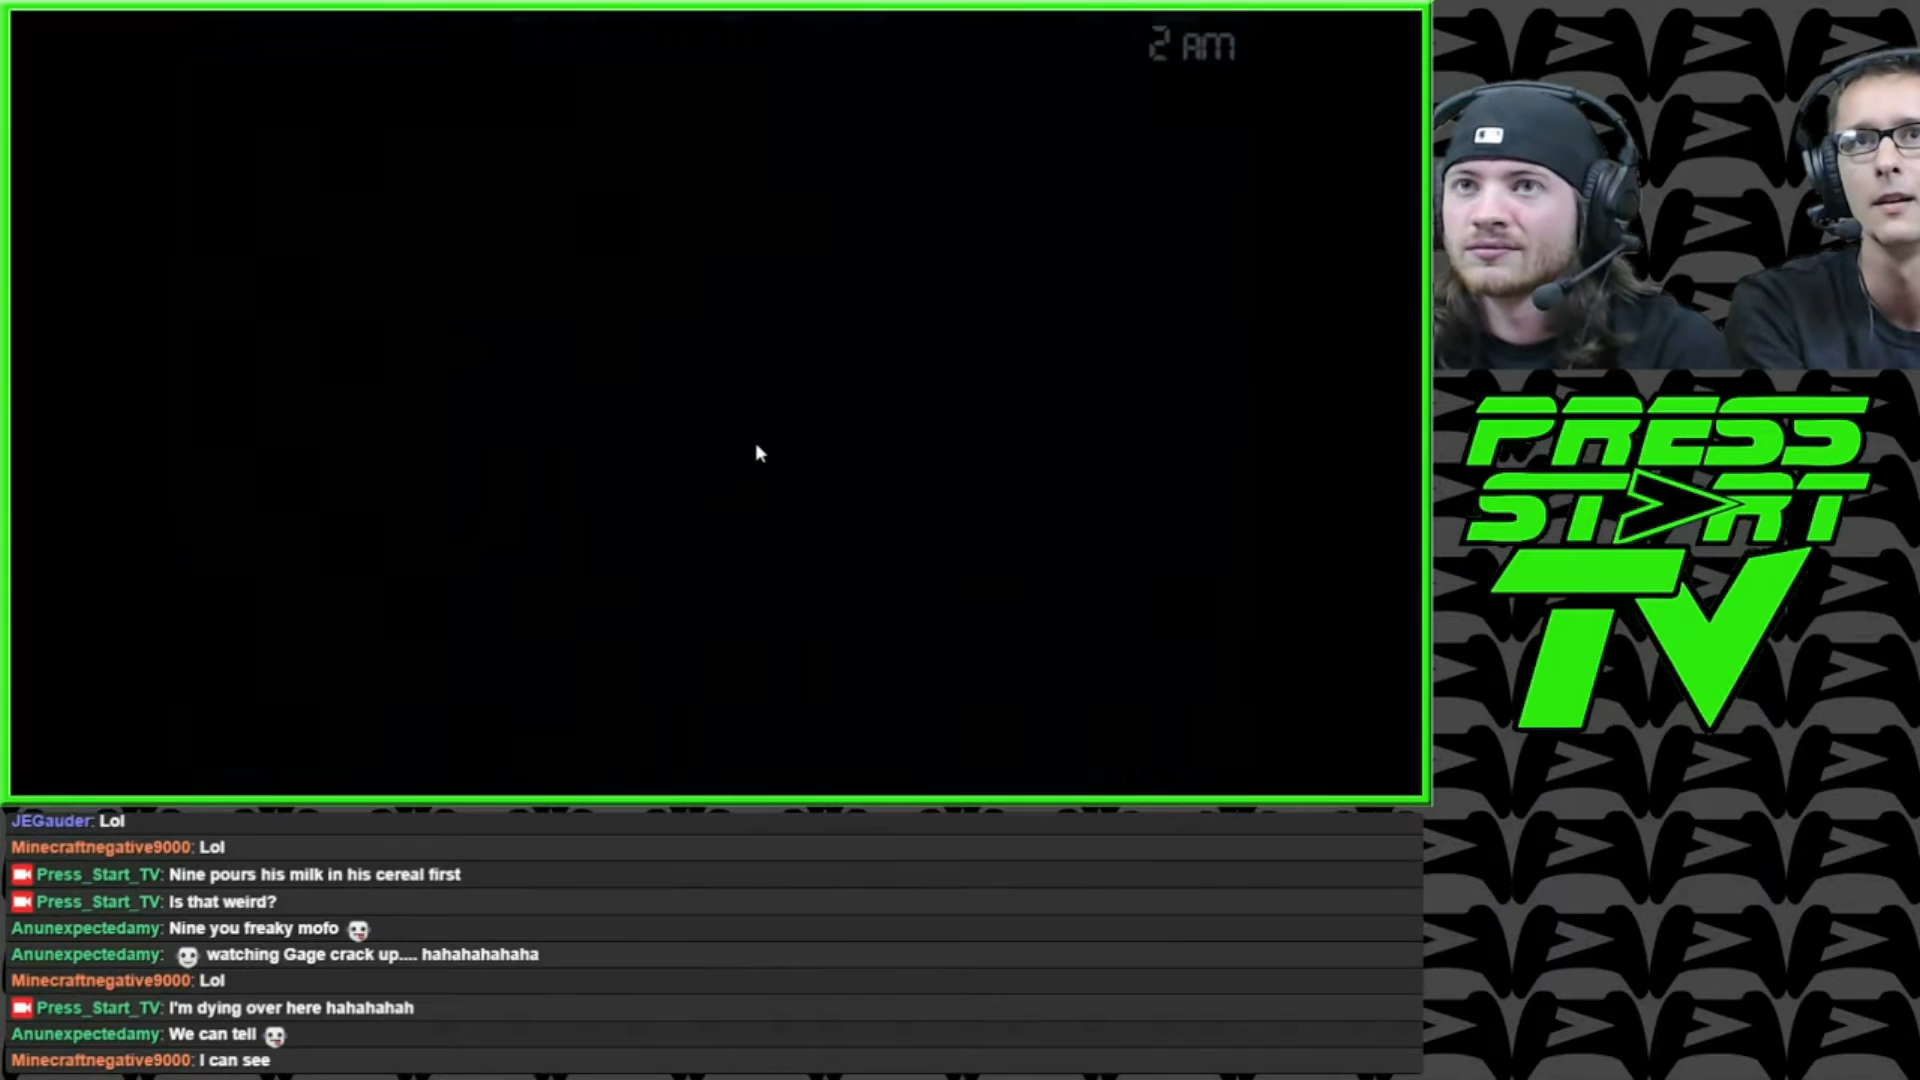 2 AM
PRESS
START
TV
JEGauder: Lol
Minecraftnegative9000: Lol
Press_Start_TV: Nine pours his milk in his cereal first
Press_Start_TV: Is that weird?
Anunexpectedamy: Nine you freaky mofo
Anunexpectedamy: watching Gage crack up.... hahahahahaha
Minecraftnegative9000: Lol
Press_Start_TV: I'm dying over here hahahahah
Anunexpectedamy: We can tell
Minecraftnegative9000: I can see